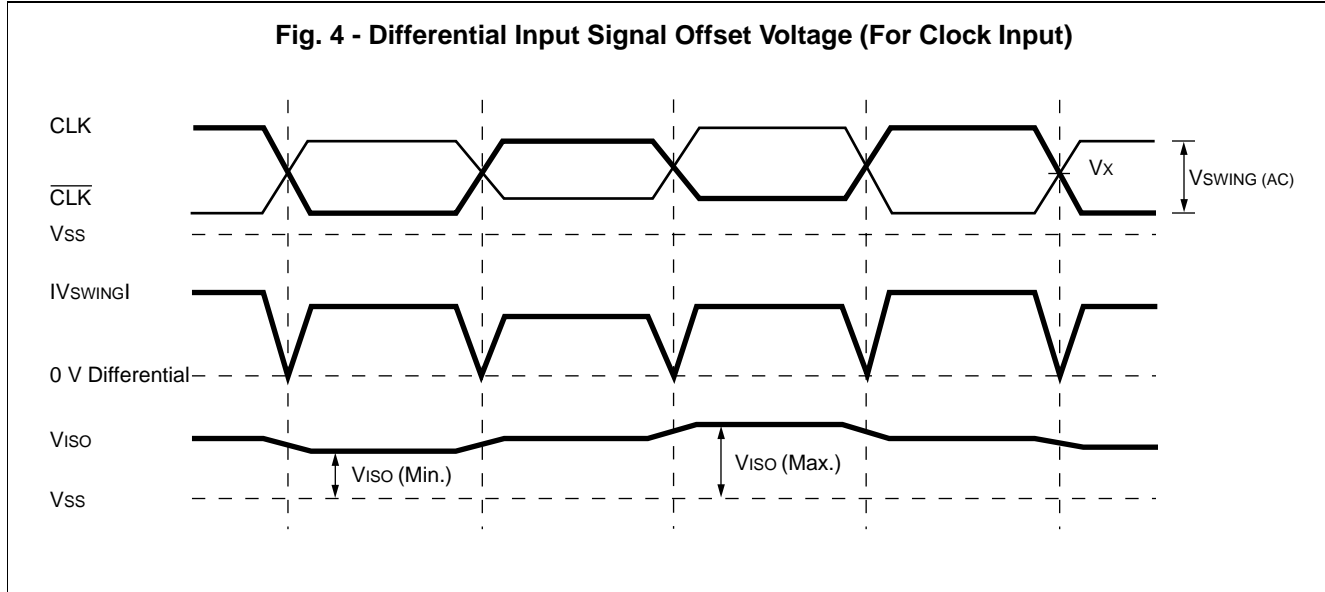 Fig. 4 - Differential Input Signal Offset Voltage (For Clock Input)
CLK
CLK
VX
VSWING (AC)
VSS
IVSWINGI
0 V Differential
VISO
VISO (Min.)
VISO (Max.)
VSS